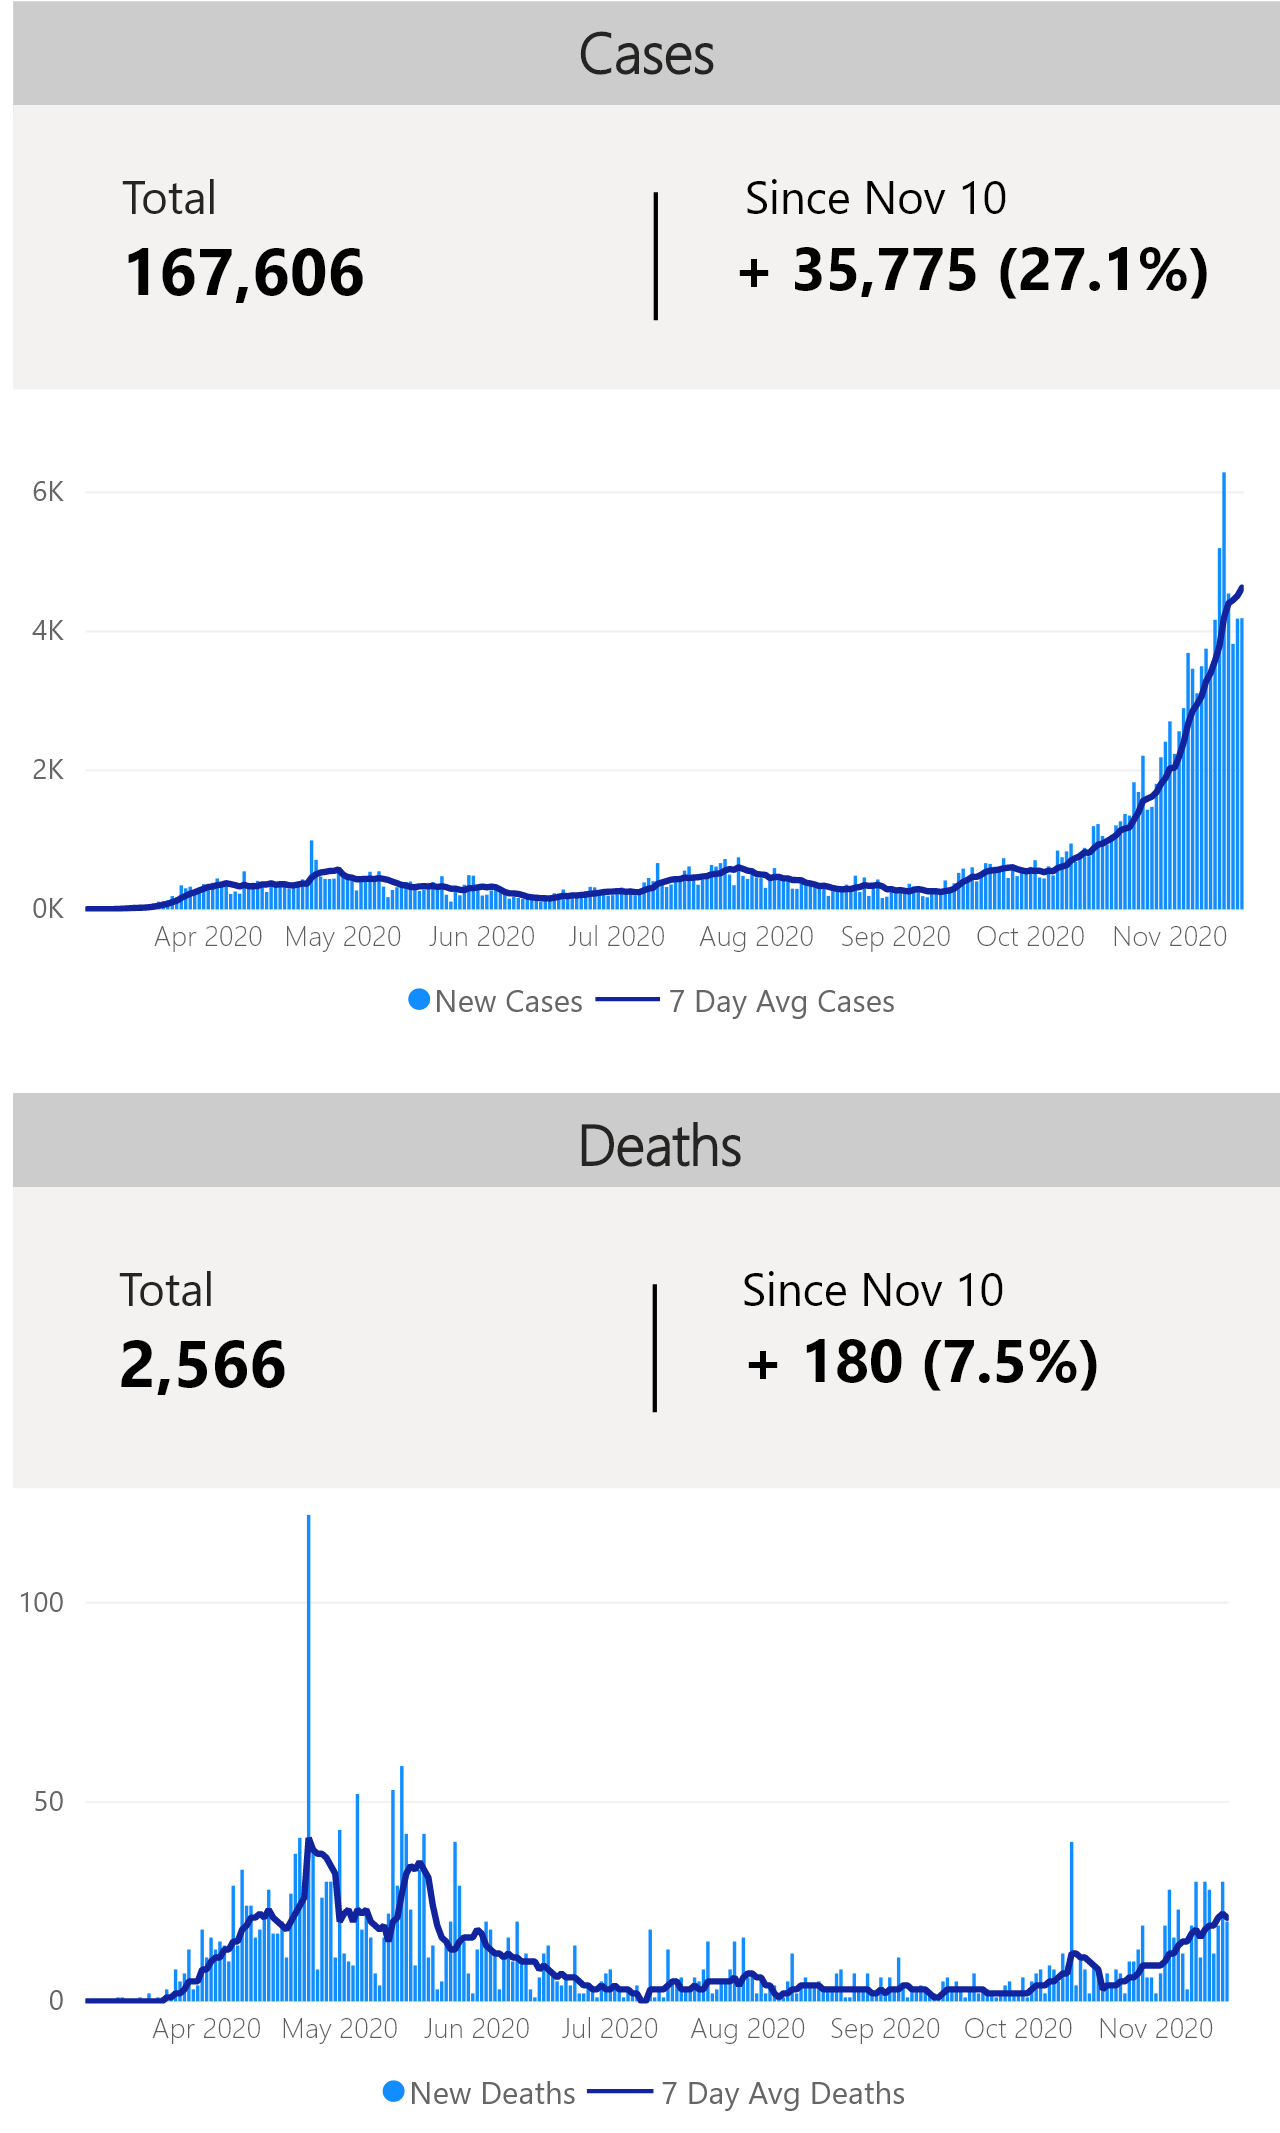 Cases
Total
Since Nov 10
167,606
+ 35,775 (27.1%)
6K
4K
2K
0K
Apr 2020 May 2020 Jun 2020 Jul 2020 Aug 2020 Sep 2020 Oct 2020 Nov 2020
New Cases 7 Day Avg Cases
Deaths
Total
Since Nov 10
2,566
+ 180 (7.5%)
100
50
0
Apr 2020 May 2020 Jun 2020 Jul 2020 Aug 2020 Sep 2020 Oct 2020 Nov 2020
New Deaths 7 Day Avg Deaths